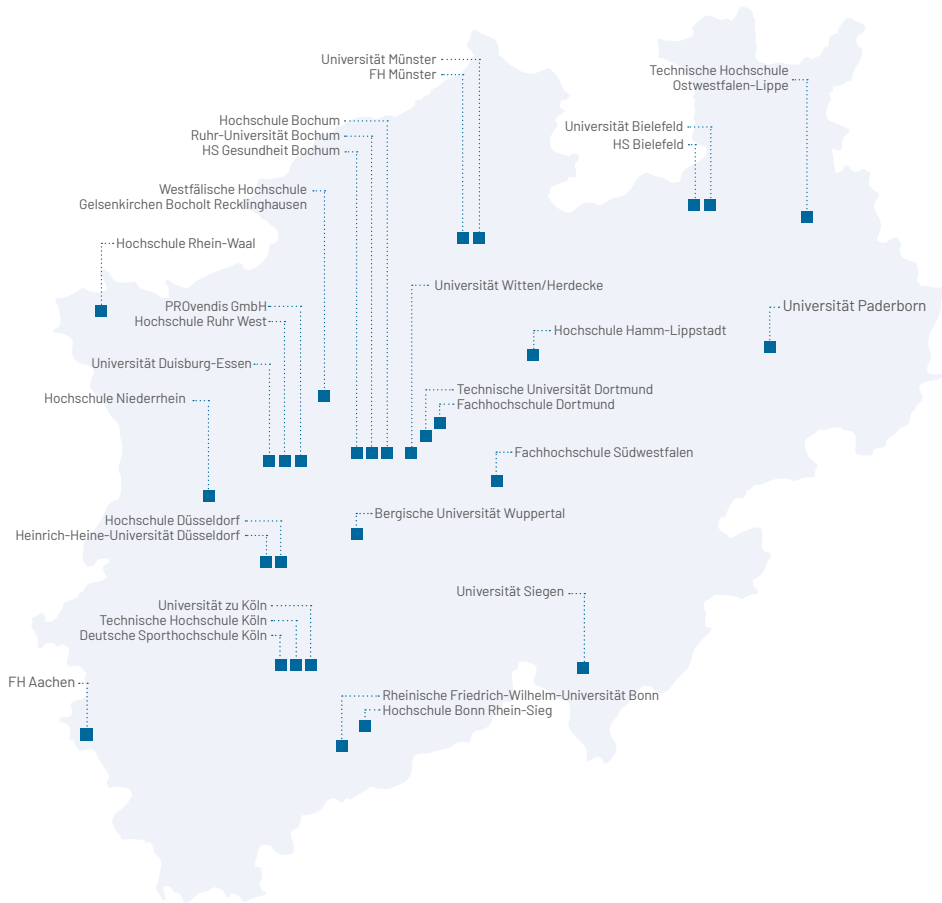 Universität Münster
FH Münster
Technische Hochschule
Ostwestfalen-Lippe
Hochschule Bochum
Ruhr-Universität Bochum
HS Gesundheit Bochum
Universität Bielefeld
HS Bielefeld
Westfälische Hochschule
Gelsenkirchen Bocholt Recklinghausen
Hochschule Rhein-Waal
Universität Witten/Herdecke
PROvendis GmbH
Hochschule Ruhr West
Universität Paderborn
Hochschule Hamm-Lippstadt
Universität Duisburg-Essen
Technische Universität Dortmund
Fachhochschule Dortmund
Hochschule Niederrhein
Fachhochschule Südwestfalen
Bergische Universität Wuppertal
Hochschule Düsseldorf
Heinrich-Heine-Universität Düsseldorf
Universität Siegen
Universität zu Köln
Technische Hochschule Köln
Deutsche Sporthochschule Köln
FH Aachen
Rheinische Friedrich-Wilhelm-Universität Bonn
Hochschule Bonn Rhein-Sieg